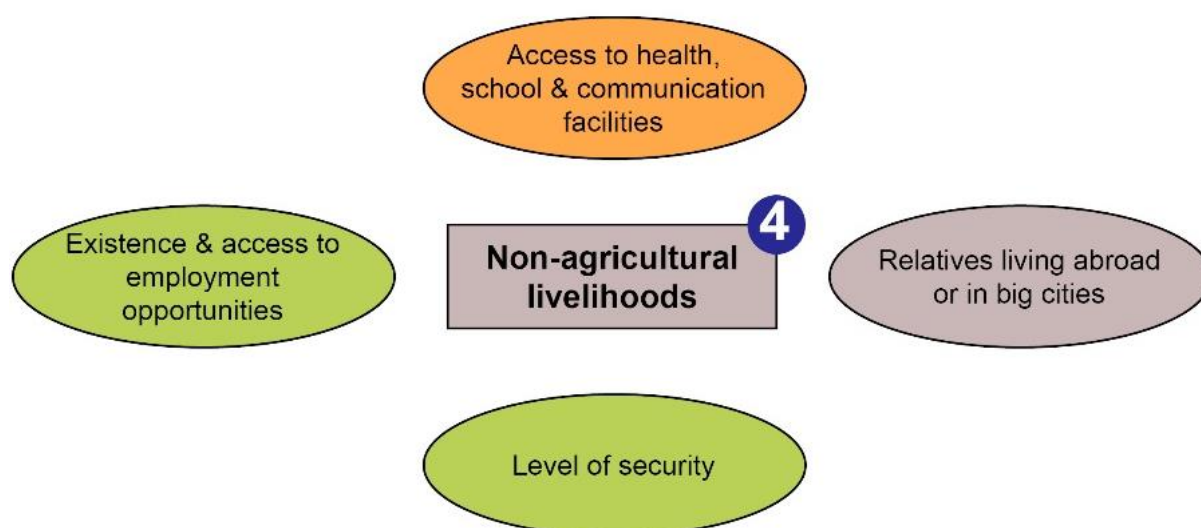 Access to health,
school & communication
facilities
4
Existence & access to
employment
opportunities
Non-agricultural
livelihoods
Relatives living abroad
or in big cities
Level of security